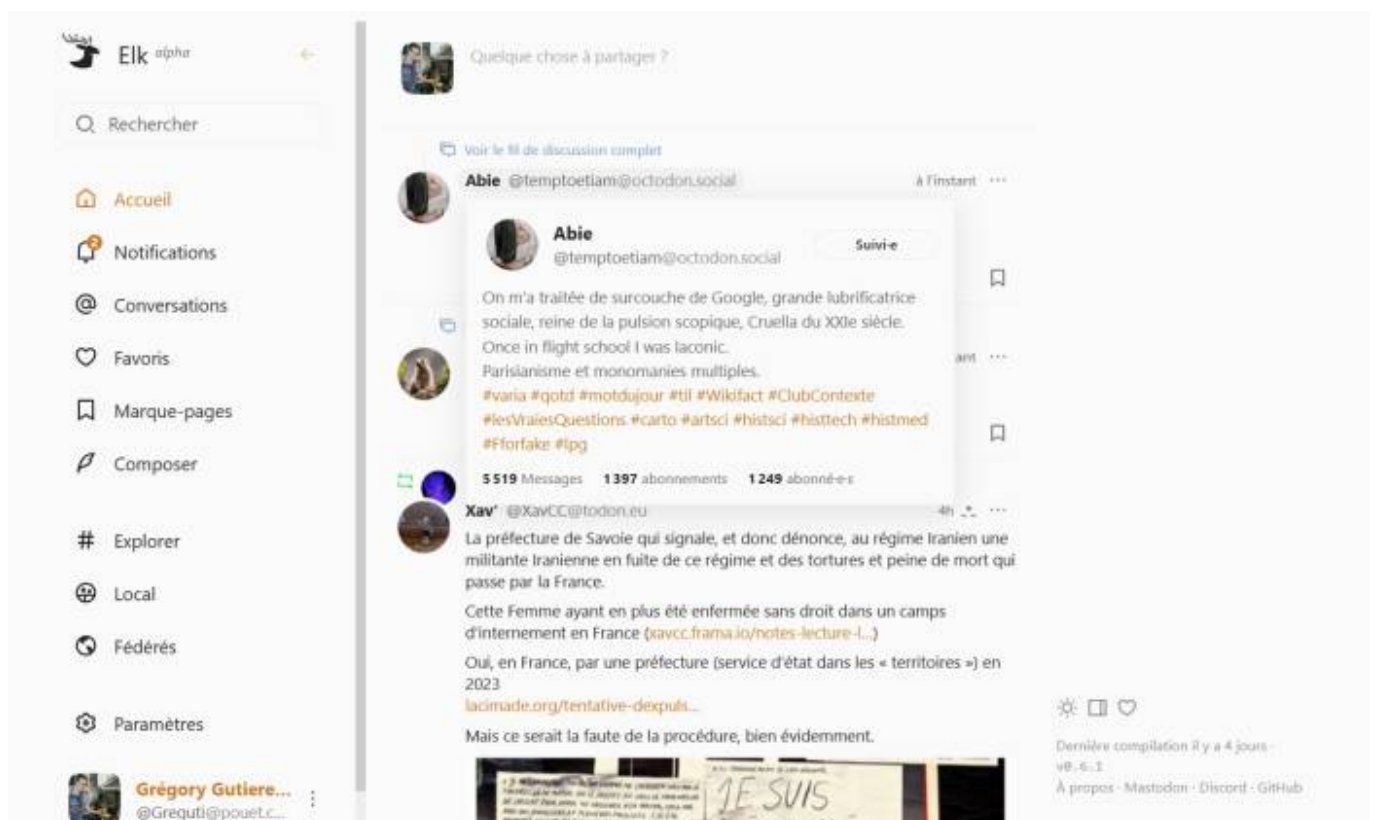 Elk alpha
Rechercher
Accueil
2
Notifications
Conversations
Favoris
Marque-pages
Composer
Explorer
Local
Fédérés
Paramètres
Grégory Gutiere...
@Greguti@pouet.c...
Quelque chose à partager ?
Voir le fil de discussion complet
Abie @temptoetiam@octodon.social à l'instant
Abie
@temptoetiam@octodon.social
Suivi·e
On m'a traitée de surcouche de Google, grande lubrificatrice
sociale, reine de la pulsion scopique, Cruella du XXIe siècle.
Once in flight school I was laconic.
Parisianisme et monomanies multiples.
#varia #qotd #motdujour #til #Wikifact #ClubContexte
#lesVraiesQuestions #carto #artsci #histsci #histtech #histmed
#Fforfake #lpg
5 519 Messages 1 397 abonnements 1 249 abonné·e·s
ant
Xav' @XavCC@todon.eu 4h
La préfecture de Savoie qui signale, et donc dénonce, au régime Iranien une
militante Iranienne en fuite de ce régime et des tortures et peine de mort qui
passe par la France.
Cette Femme ayant en plus été enfermée sans droit dans un camps
d'internement en France (xavcc.frama.io/notes-lecture-l...)
Oui, en France, par une préfecture (service d'état dans les « territoires ») en
2023
lacimade.org/tentative-dexpuls...
Mais ce serait la faute de la procédure, bien évidemment.
JE SUIS
Dernière compilation il y a 4 jours ·
v0.6.1
À propos · Mastodon · Discord · GitHub